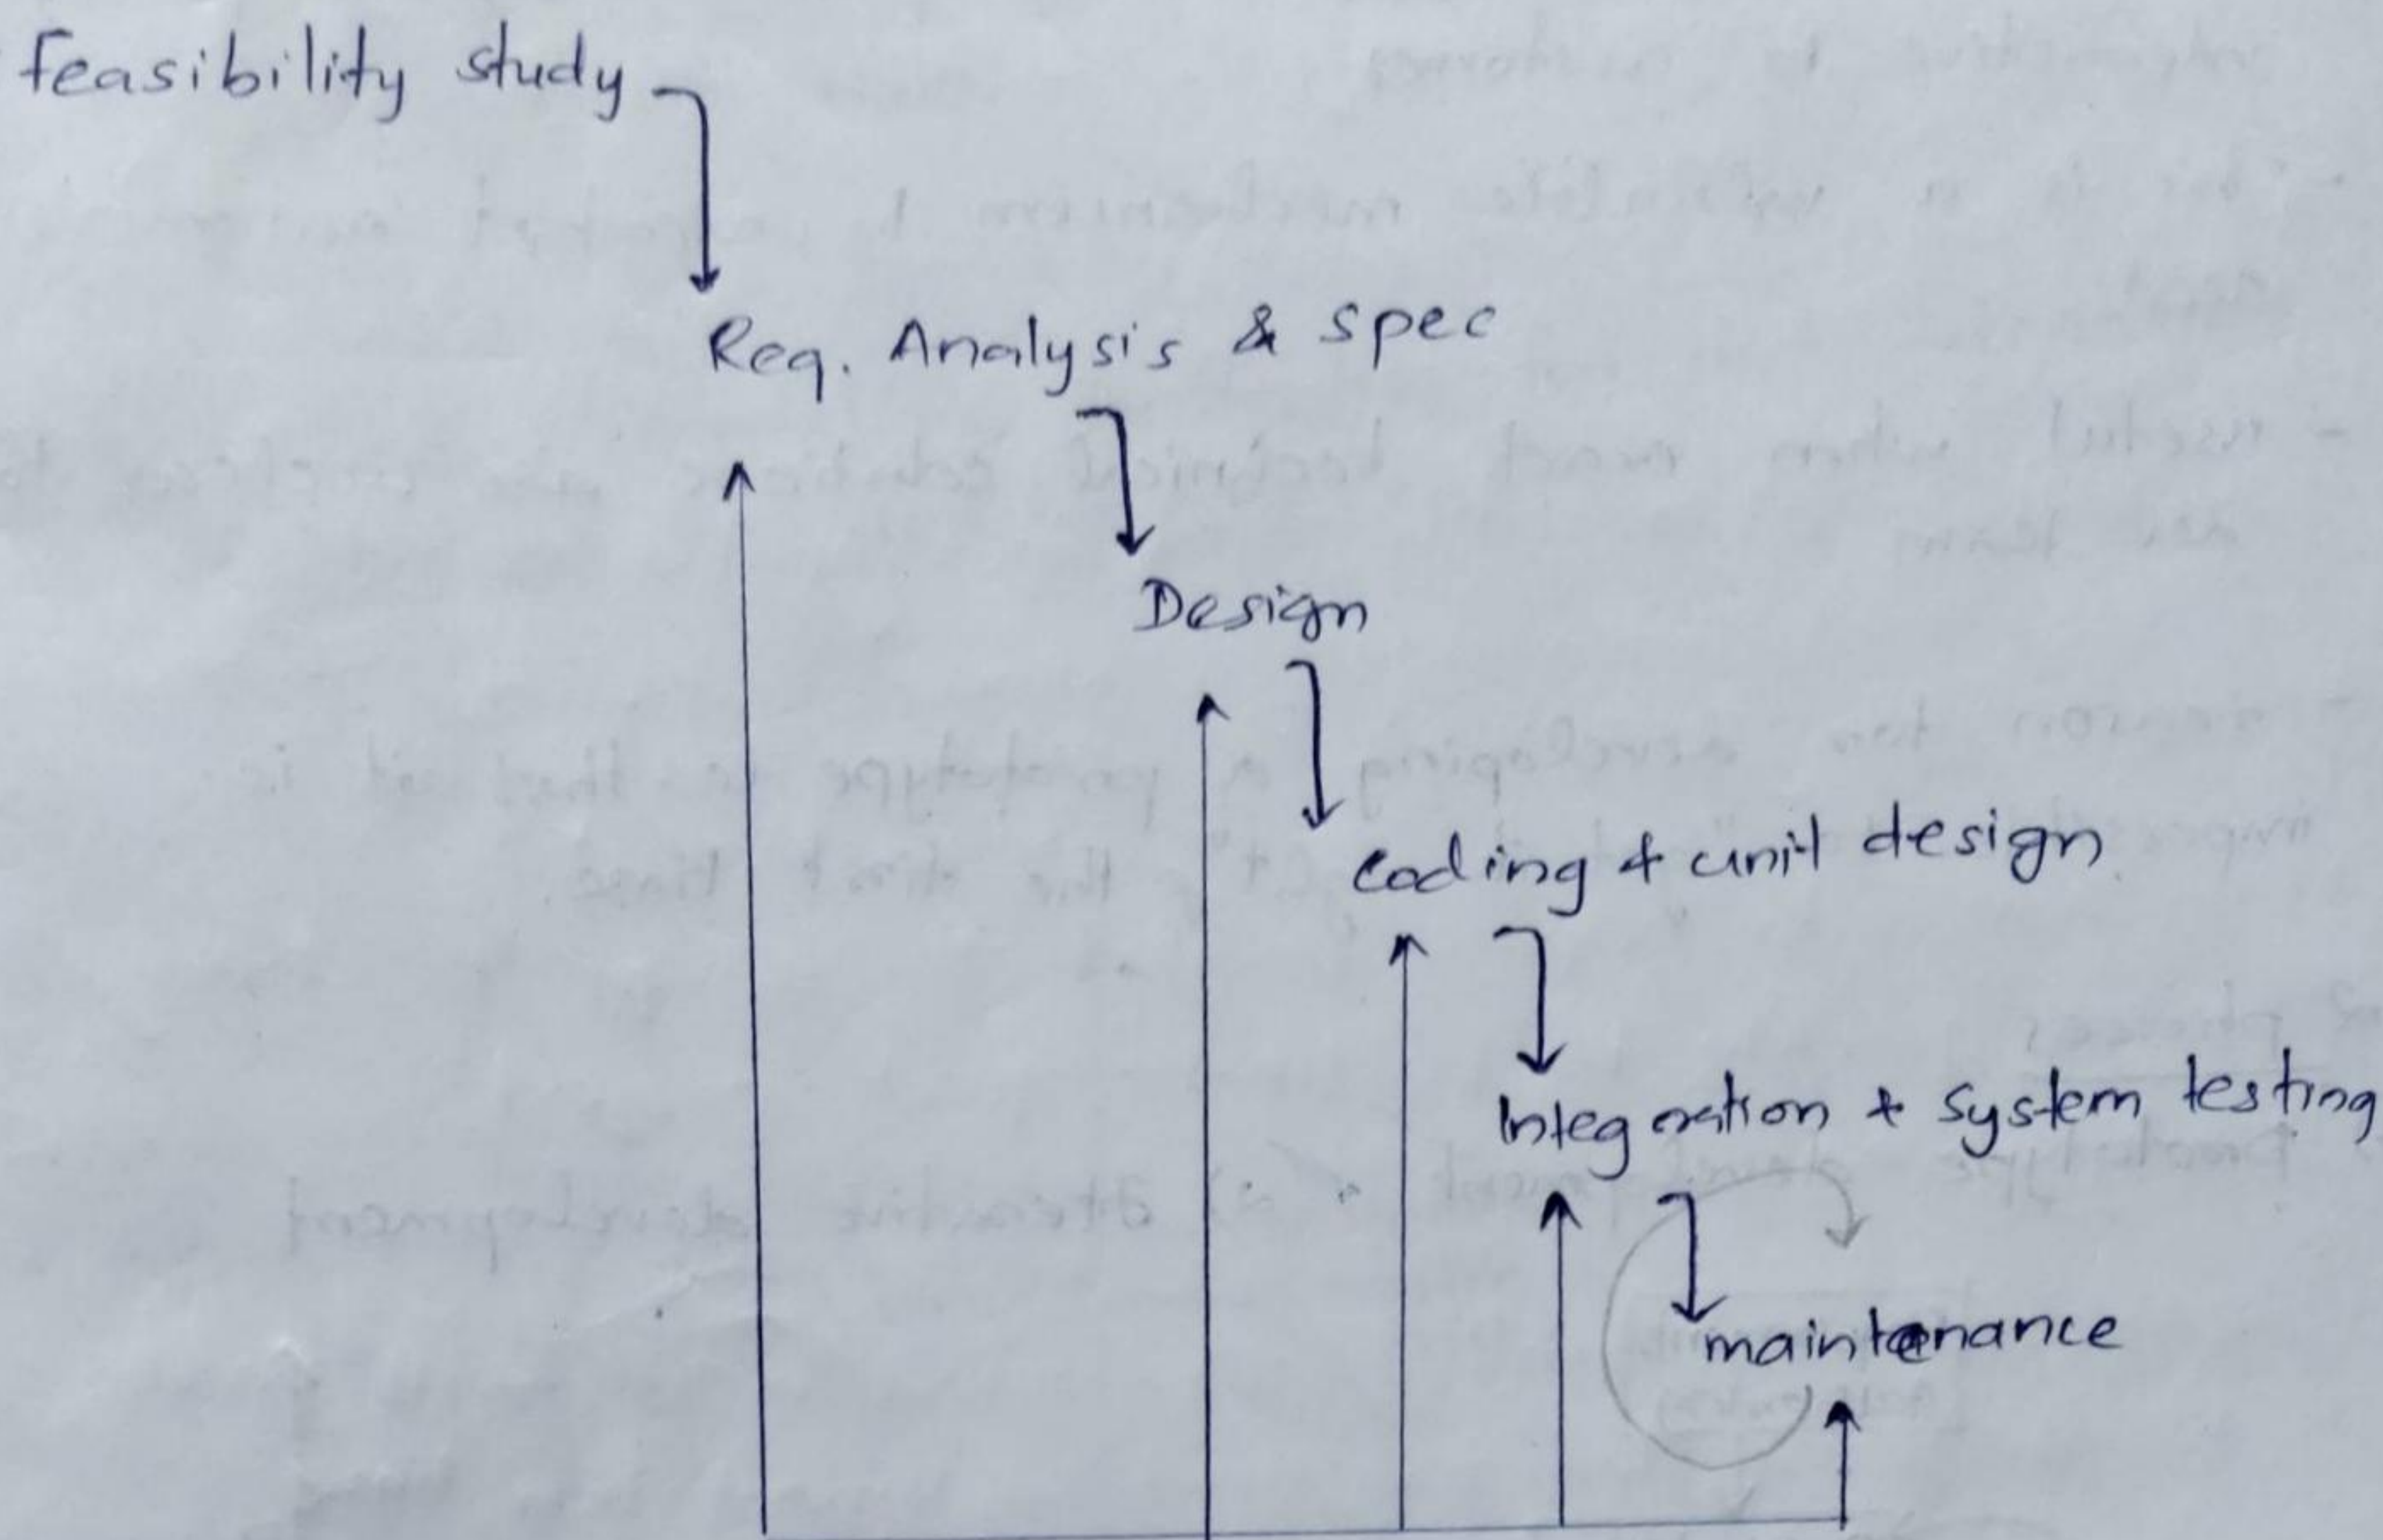 feasibility study
Req. Analysis & spec
Design
Coding & unit design
Integration & system testing
maintenance